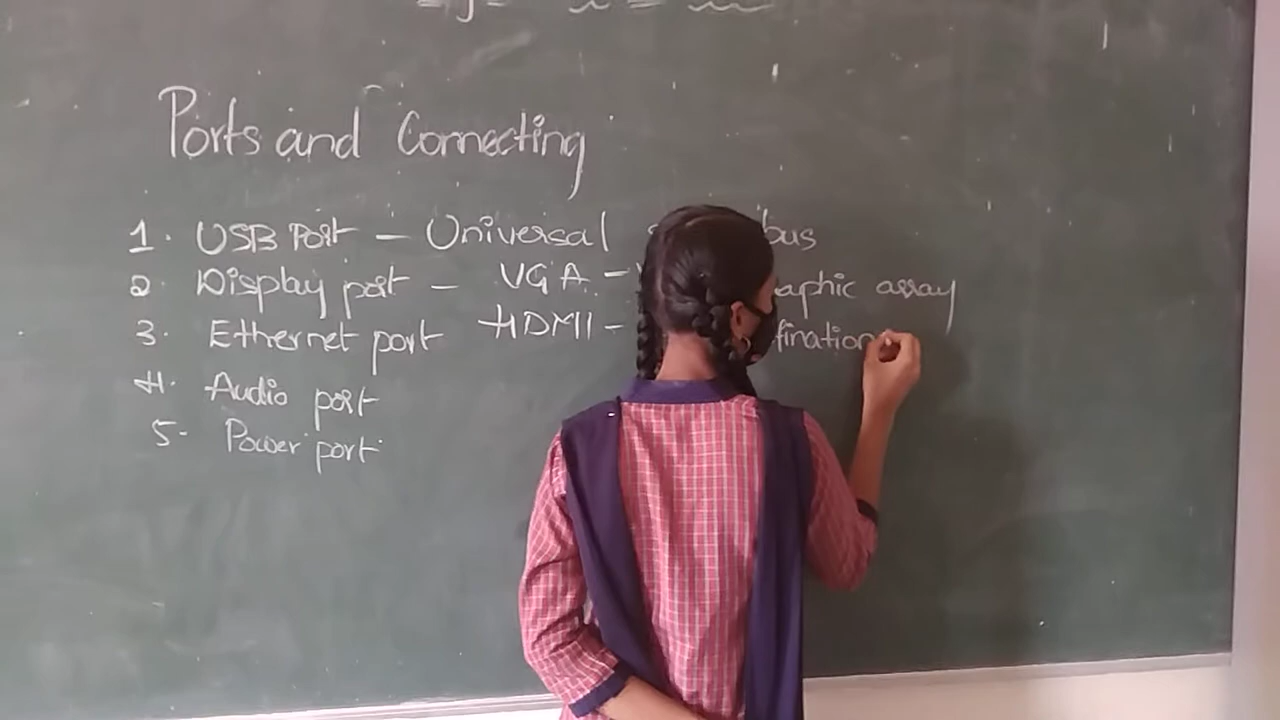 Ports and Connecting
1. USB Port - Universal bus
2. Display port - VGA - aphic array
3. Ethernet port HDMI - fination
4. Audio port
5- Power port